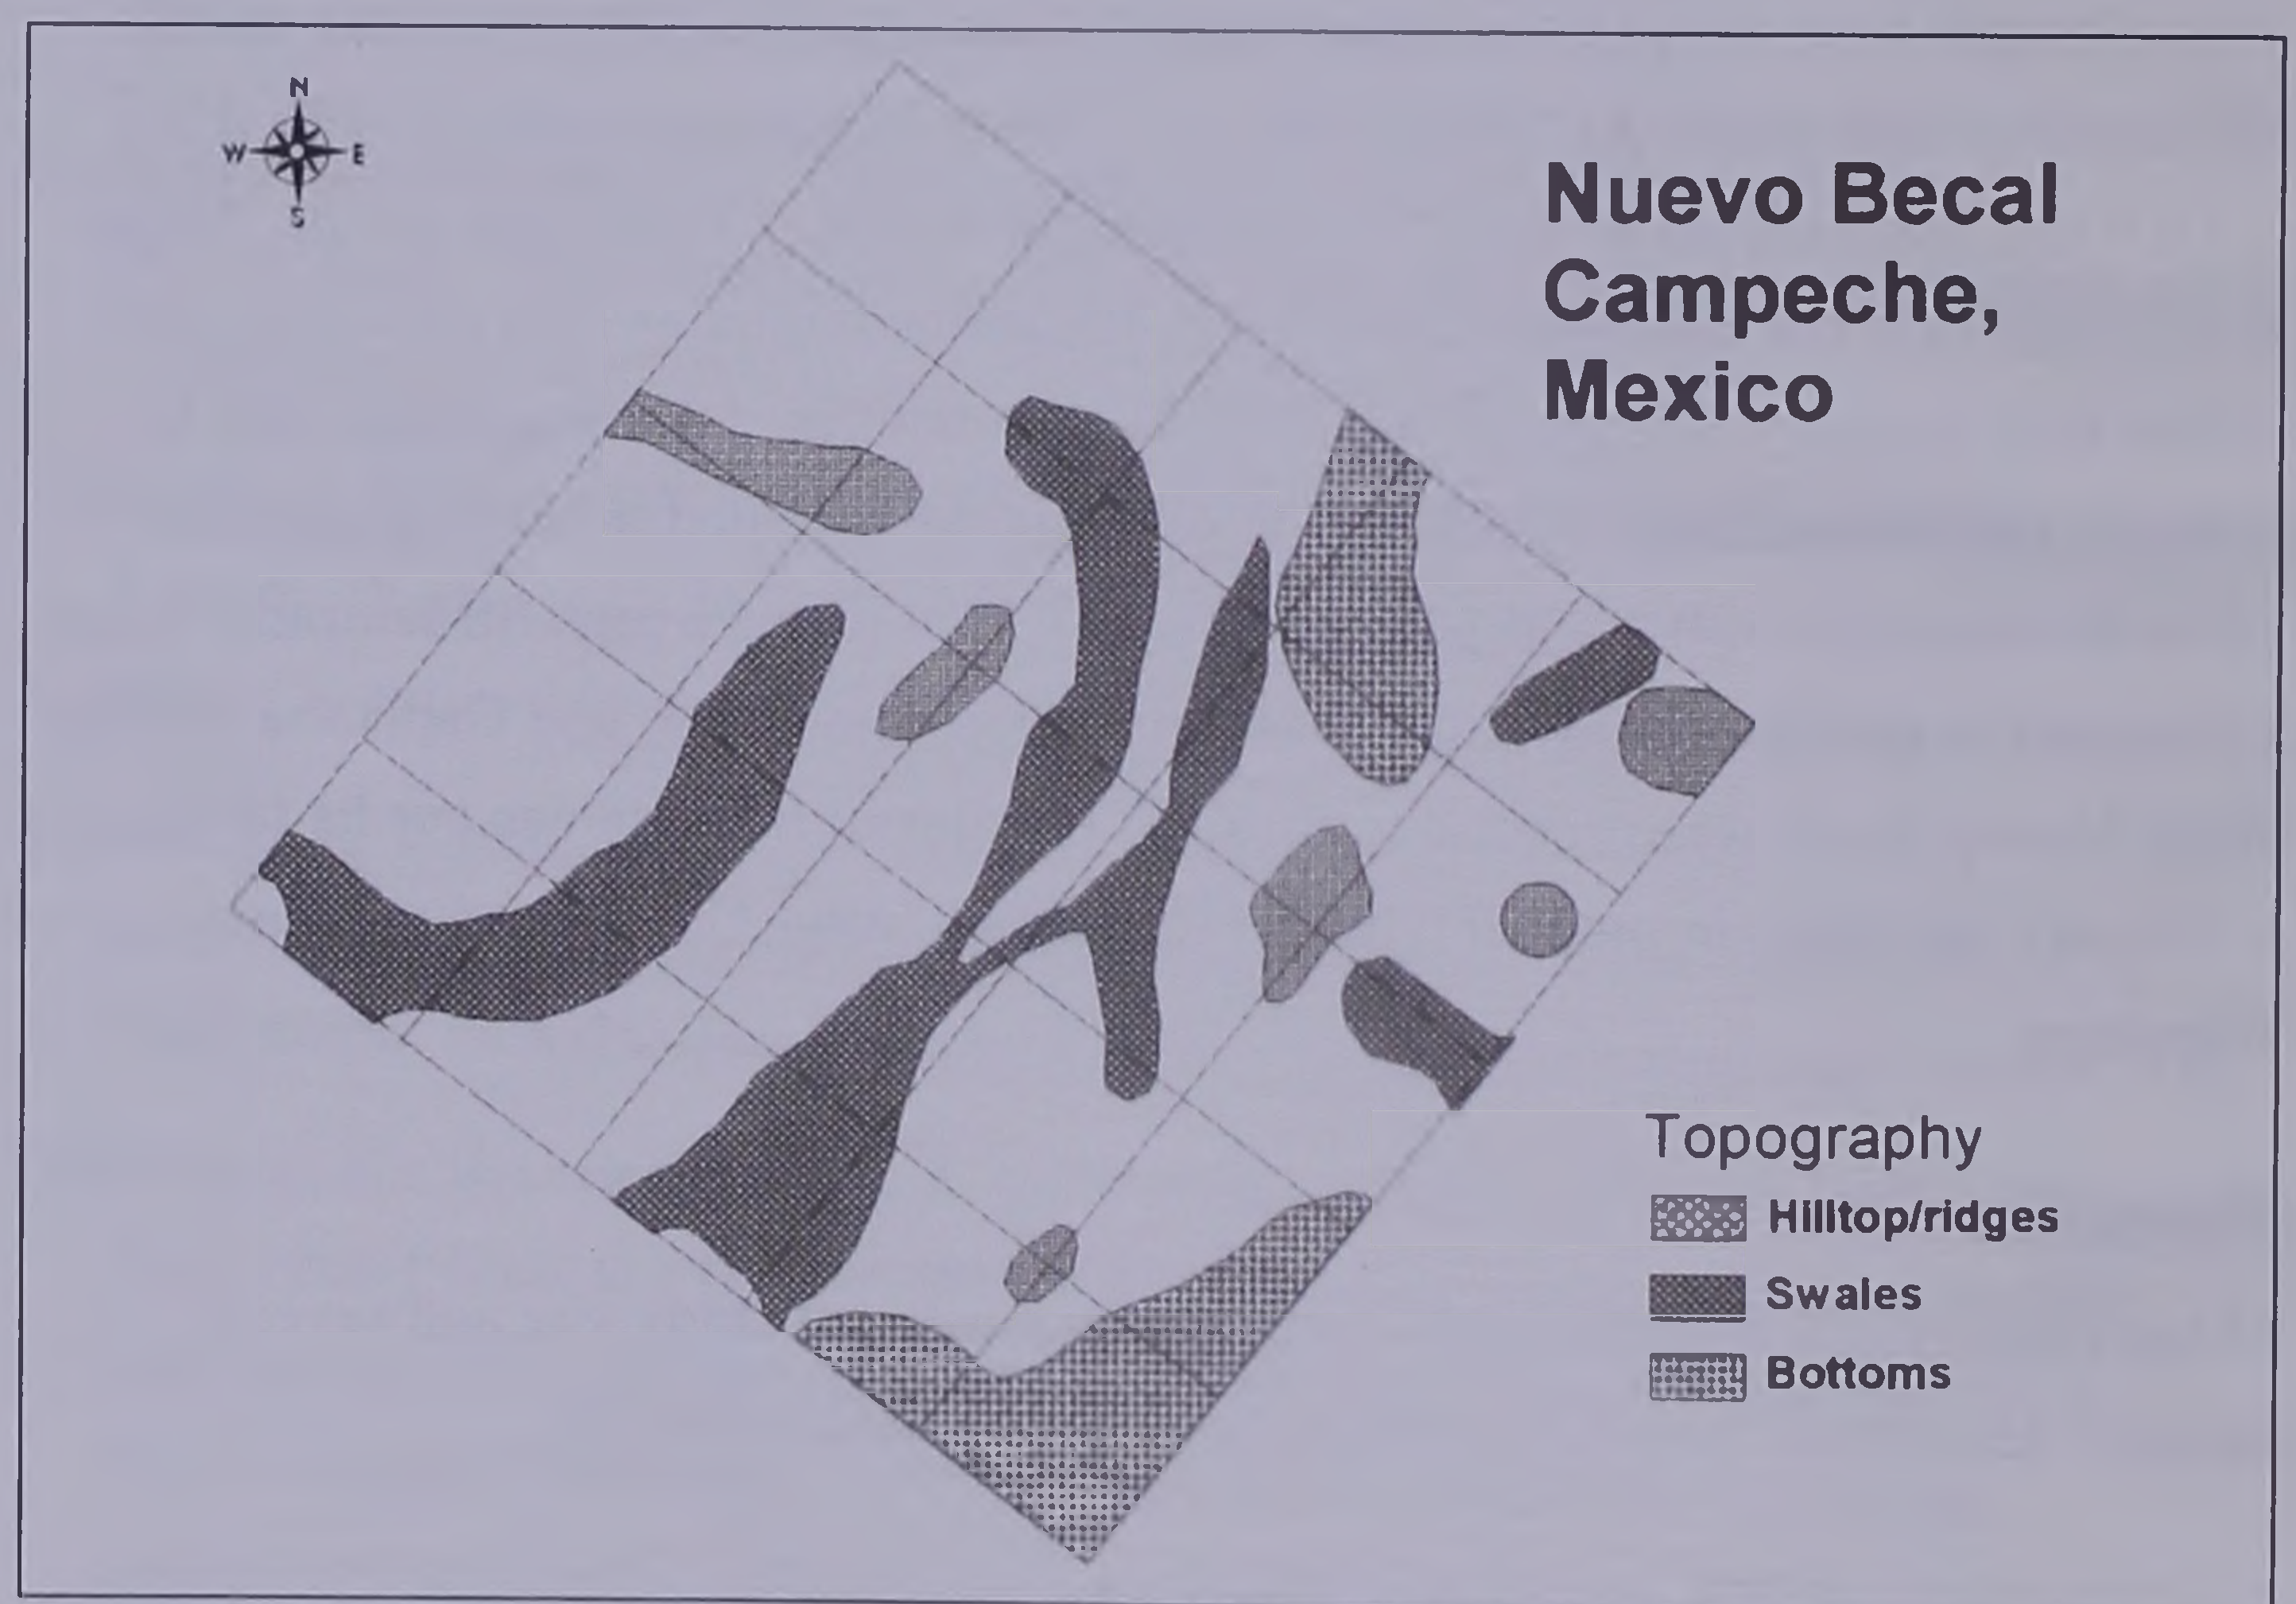 N
W E
S
Nuevo Becal
Campeche,
Mexico
Topography
Hilltop/ridges
Swales
Bottoms